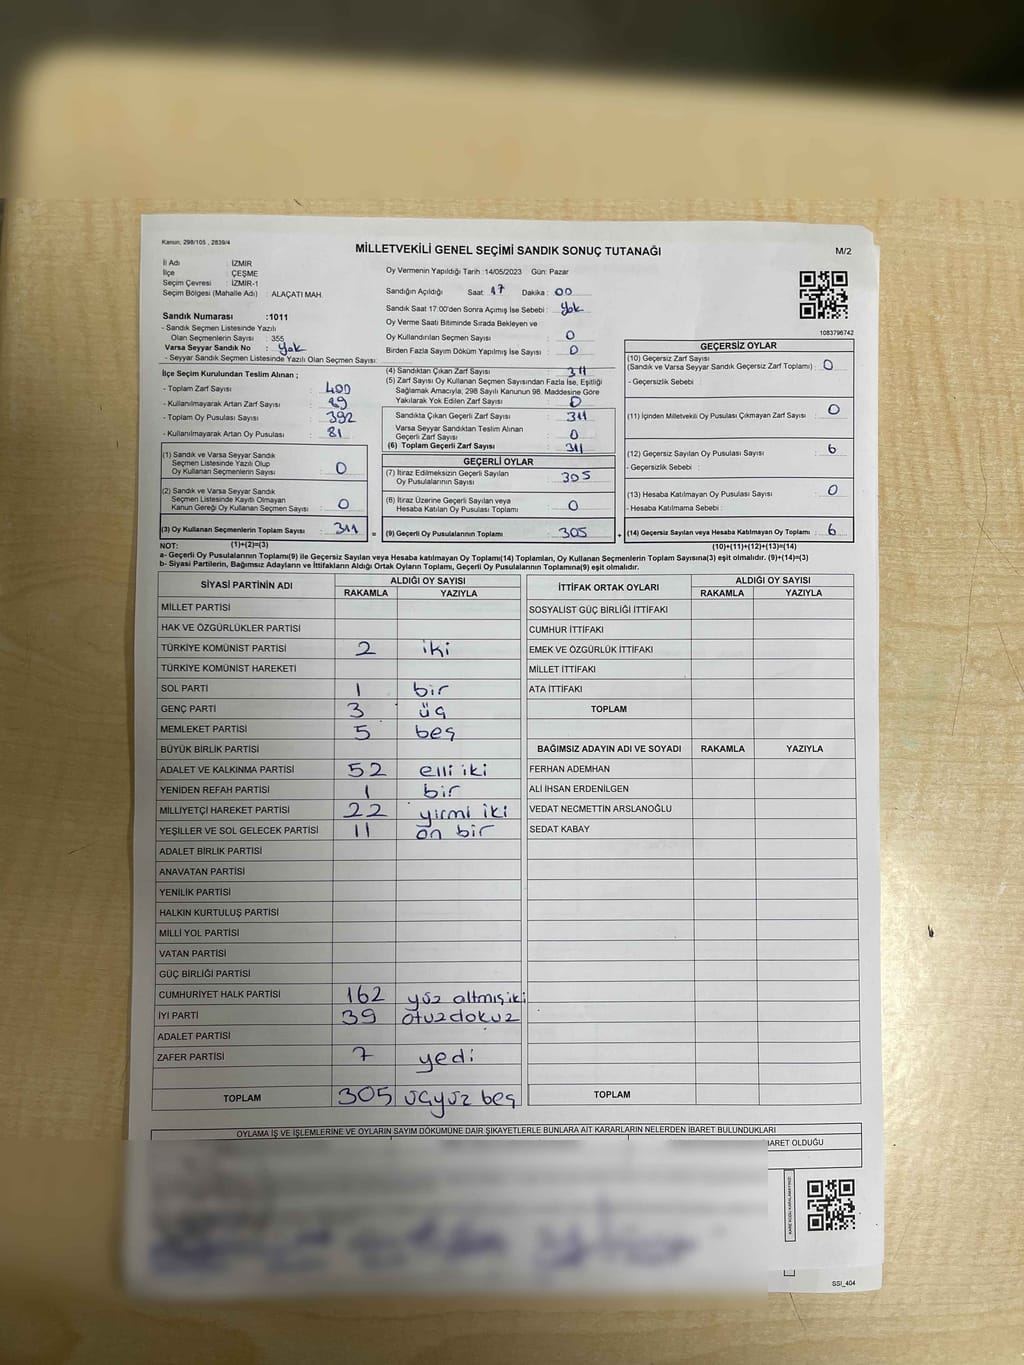 Kanun; 298/105 , 2839/4
MİLLETVEKİLİ GENEL SEÇİMİ SANDIK SONUÇ TUTANAĞI
M/2
İl Adı : İZMİR
İlçe : ÇEŞME
Seçim Çevresi : İZMİR-1
Seçim Bölgesi (Mahalle Adı) : ALAÇATI MAH.
Oy Vermenin Yapıldığı Tarih :14/05/2023 Gün: Pazar
Sandığın Açıldığı Saat: 17 Dakika : 00
Sandık Saat 17:00'den Sonra Açılmış İse Sebebi : Yok
Oy Verme Saati Bitiminde Sırada Bekleyen ve
Oy Kullandırılan Seçmen Sayısı : 0
Birden Fazla Sayım Döküm Yapılmış İse Sayısı : 0
1083796742
Sandık Numarası :1011
- Sandık Seçmen Listesinde Yazılı
Olan Seçmenlerin Sayısı : 355
Varsa Seyyar Sandık No : Yok
- Seyyar Sandık Seçmen Listesinde Yazılı Olan Seçmen Sayısı:
İlçe Seçim Kurulundan Teslim Alınan ;
- Toplam Zarf Sayısı : 400
- Kullanılmayarak Artan Zarf Sayısı : 89
- Toplam Oy Pusulası Sayısı : 392
- Kullanılmayarak Artan Oy Pusulası : 81
(1) Sandık ve Varsa Seyyar Sandık
Seçmen Listesinde Yazılı Olup
Oy Kullanan Seçmenlerin Sayısı : 0
(2) Sandık ve Varsa Seyyar Sandık
Seçmen Listesinde Kayıtlı Olmayan
Kanun Gereği Oy Kullanan Seçmen Sayısı : 0
(3) Oy Kullanan Seçmenlerin Toplam Sayısı : 311
(1)+(2)=(3)
(4) Sandıktan Çıkan Zarf Sayısı : 311
(5) Zarf Sayısı Oy Kullanan Seçmen Sayısından Fazla İse, Eşitliği
Sağlamak Amacıyla, 298 Sayılı Kanunun 98. Maddesine Göre
Yakılarak Yok Edilen Zarf Sayısı : 0
Sandıkta Çıkan Geçerli Zarf Sayısı : 311
Varsa Seyyar Sandıktan Teslim Alınan
Geçerli Zarf Sayısı : 0
(6) Toplam Geçerli Zarf Sayısı : 311
GEÇERLİ OYLAR
(7) İtiraz Edilmeksizin Geçerli Sayılan
Oy Pusulalarının Sayısı : 305
(8) İtiraz Üzerine Geçerli Sayılan veya
Hesaba Katılan Oy Pusulası Toplamı : 0
= (9) Geçerli Oy Pusulalarının Toplamı : 305
GEÇERSİZ OYLAR
(10) Geçersiz Zarf Sayısı
(Sandık ve Varsa Seyyar Sandık Geçersiz Zarf Toplamı) : 0
- Geçersizlik Sebebi :
(11) İçinden Milletvekili Oy Pusulası Çıkmayan Zarf Sayısı : 0
(12) Geçersiz Sayılan Oy Pusulası Sayısı : 6
- Geçersizlik Sebebi :
(13) Hesaba Katılmayan Oy Pusulası Sayısı : 0
- Hesaba Katılmama Sebebi :
+ (14) Geçersiz Sayılan veya Hesaba Katılmayan Oy Toplamı : 6
(10)+(11)+(12)+(13)=(14)
NOT:
a- Geçerli Oy Pusulalarının Toplamı(9) ile Geçersiz Sayılan veya Hesaba katılmayan Oy Toplamı(14) Toplamları, Oy Kullanan Seçmenlerin Toplam Sayısına(3) eşit olmalıdır. (9)+(14)=(3)
b- Siyasi Partilerin, Bağımsız Adayların ve İttifakların Aldığı Ortak Oyların Toplamı, Geçerli Oy Pusulalarının Toplamına(9) eşit olmalıdır.
SİYASİ PARTİNİN ADI ALDIĞI OY SAYISI
RAKAMLA YAZIYLA
MİLLET PARTİSİ
HAK VE ÖZGÜRLÜKLER PARTİSİ
TÜRKİYE KOMÜNİST PARTİSİ 2 iki
TÜRKİYE KOMÜNİST HAREKETİ
SOL PARTİ 1 bir
GENÇ PARTİ 3 üç
MEMLEKET PARTİSİ 5 beş
BÜYÜK BİRLİK PARTİSİ
ADALET VE KALKINMA PARTİSİ 52 elli iki
YENİDEN REFAH PARTİSİ 1 bir
MİLLİYETÇİ HAREKET PARTİSİ 22 yirmi iki
YEŞİLLER VE SOL GELECEK PARTİSİ 11 on bir
ADALET BİRLİK PARTİSİ
ANAVATAN PARTİSİ
YENİLİK PARTİSİ
HALKIN KURTULUŞ PARTİSİ
MİLLİ YOL PARTİSİ
VATAN PARTİSİ
GÜÇ BİRLİĞİ PARTİSİ
CUMHURİYET HALK PARTİSİ 162 yüz altmış iki
İYİ PARTİ 39 otuzdokuz
ADALET PARTİSİ
ZAFER PARTİSİ 7 yedi
TOPLAM 305 üçyüz beş
İTTİFAK ORTAK OYLARI ALDIĞI OY SAYISI
RAKAMLA YAZIYLA
SOSYALİST GÜÇ BİRLİĞİ İTTİFAKI
CUMHUR İTTİFAKI
EMEK VE ÖZGÜRLÜK İTTİFAKI
MİLLET İTTİFAKI
ATA İTTİFAKI
TOPLAM
BAĞIMSIZ ADAYIN ADI VE SOYADI RAKAMLA YAZIYLA
FERHAN ADEMHAN
ALİ İHSAN ERDENİLGEN
VEDAT NECMETTİN ARSLANOĞLU
SEDAT KABAY
TOPLAM
OYLAMA İŞ VE İŞLEMLERİNE VE OYLARIN SAYIM DÖKÜMÜNE DAİR ŞİKAYETLERLE BUNLARA AİT KARARLARIN NELERDEN İBARET BULUNDUKLARI
İBARET OLDUĞU
KARE KODU KARALAMAYINIZ!
SSI_404